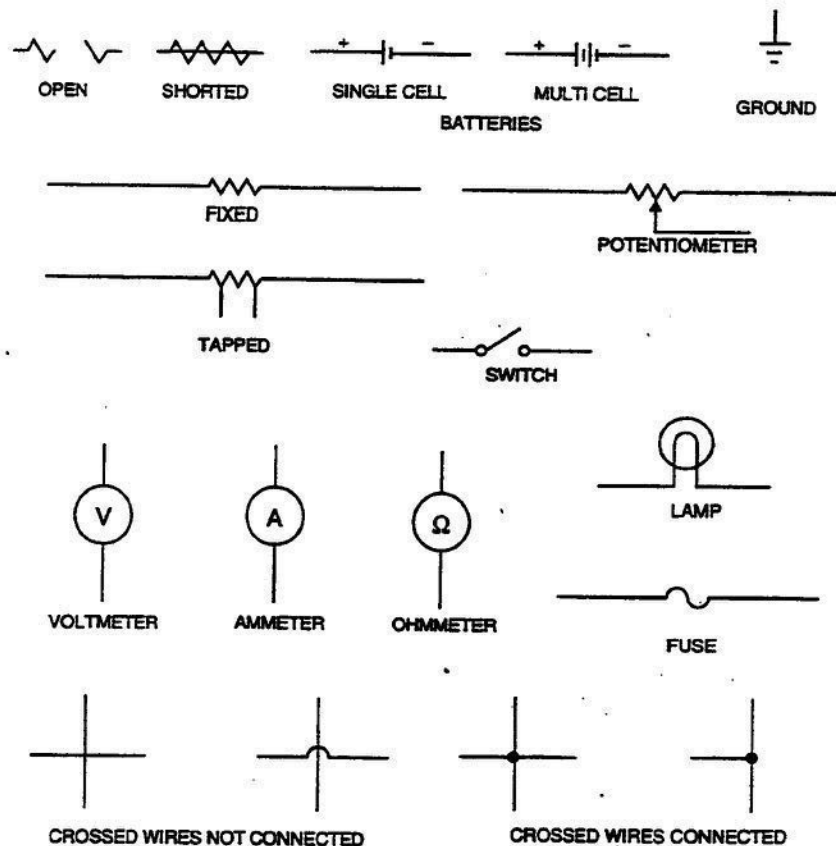 + − + −
OPEN SHORTED SINGLE CELL MULTI CELL GROUND
BATTERIES
FIXED POTENTIOMETER
TAPPED
SWITCH
LAMP
V A Ω
VOLTMETER AMMETER OHMMETER
FUSE
CROSSED WIRES NOT CONNECTED CROSSED WIRES CONNECTED